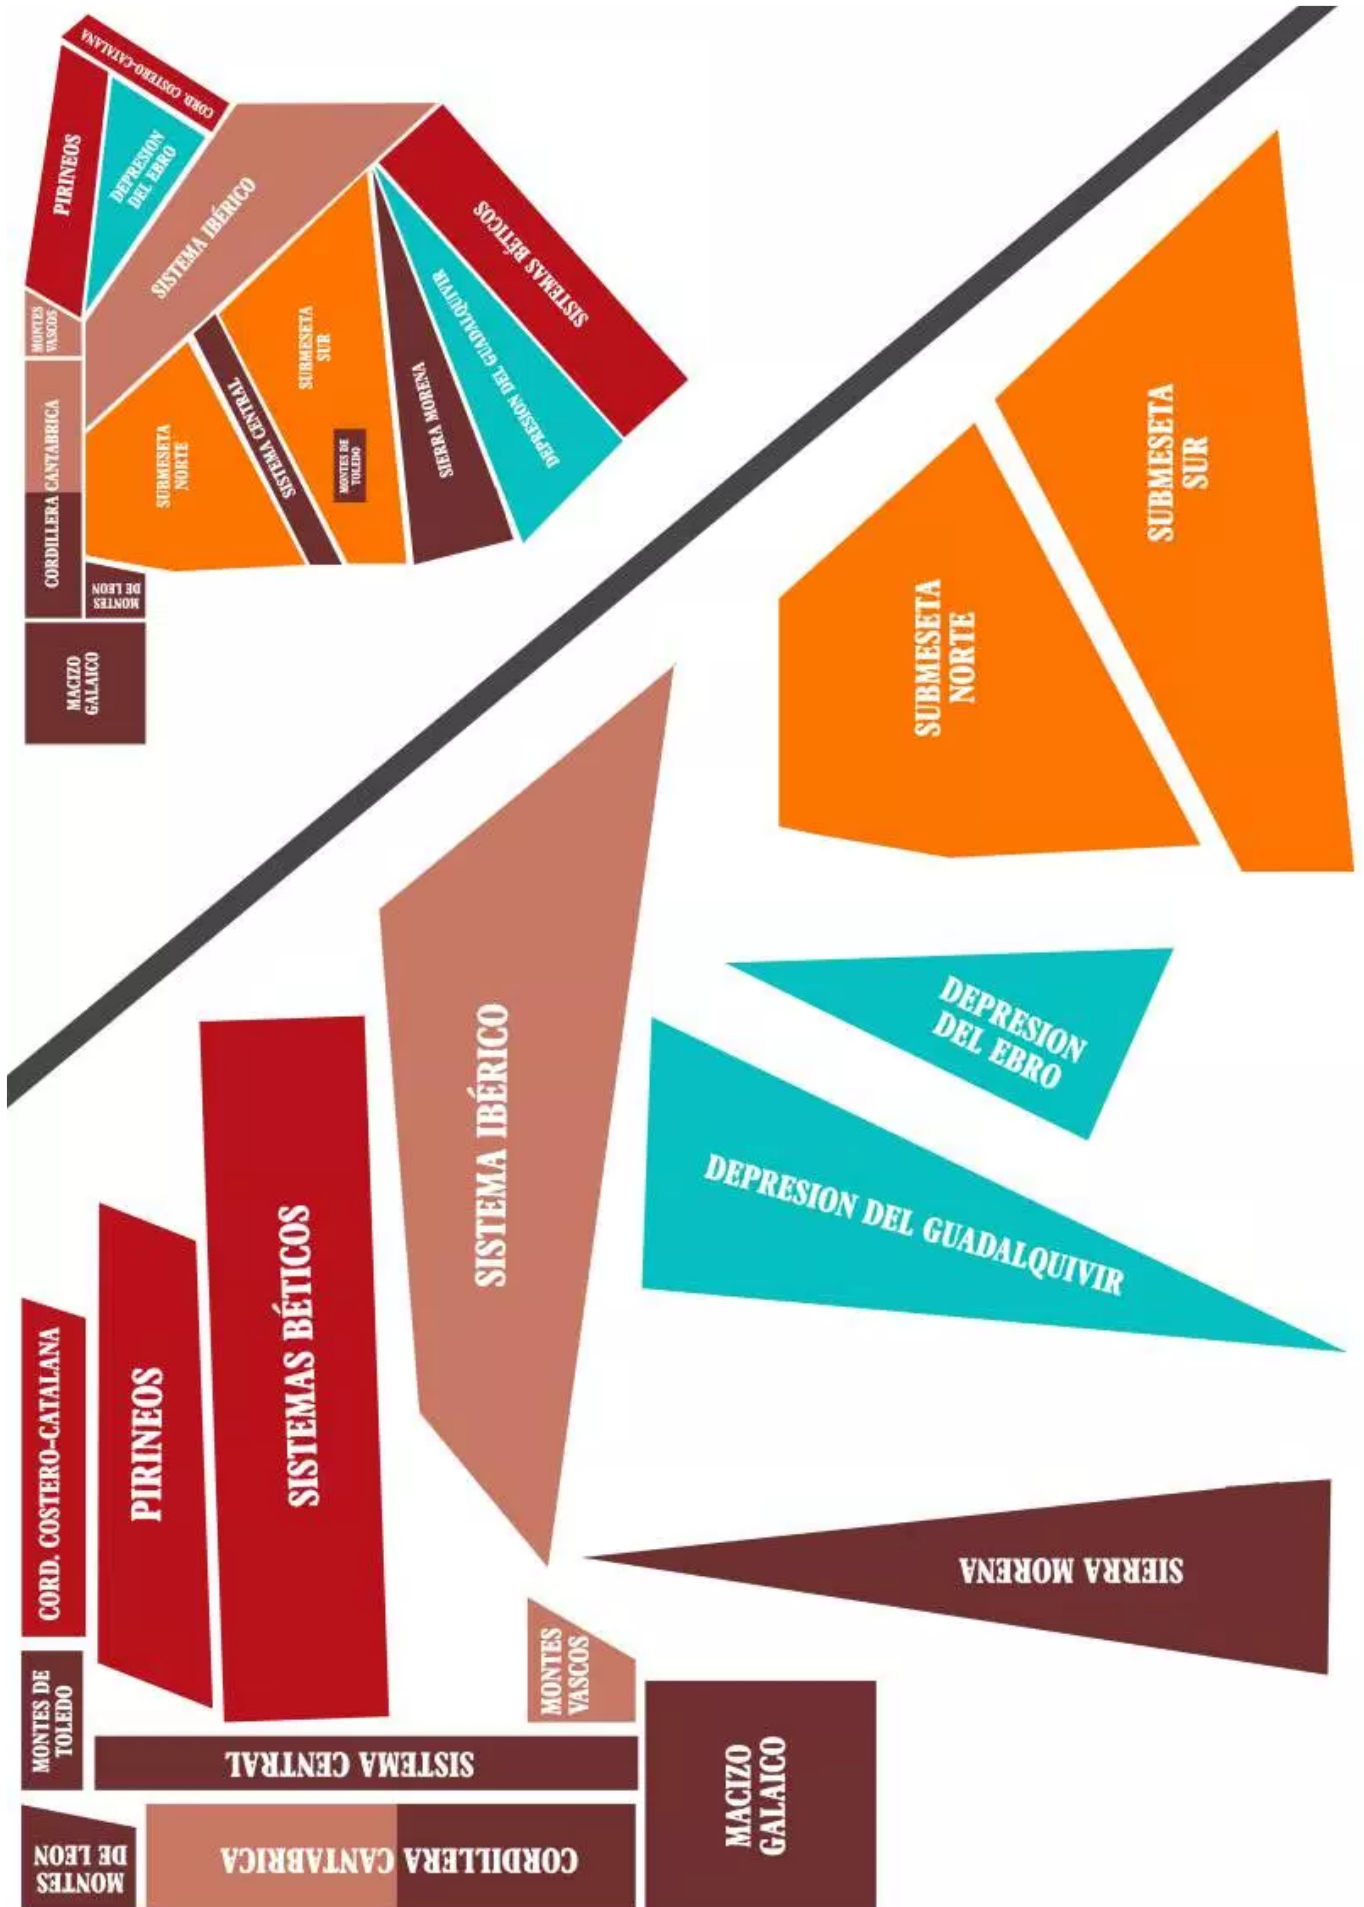 CORD. COSTERO-CATALANA
PIRINEOS
DEPRESION
DEL EBRO
SISTEMA IBÉRICO
SISTEMAS BÉTICOS
DEPRESION DEL GUADALQUIVIR
MONTES
VASCOS
SUBMESETA
SUR
SIERRA MORENA
CORDILLERA CANTABRICA
SUBMESETA
NORTE
SISTEMA CENTRAL
MONTES DE
TOLEDO
MONTES
DE LEON
MACIZO
GALAICO
SUBMESETA
SUR
SUBMESETA
NORTE
DEPRESION
DEL EBRO
SISTEMA IBÉRICO
DEPRESION DEL GUADALQUIVIR
SISTEMAS BÉTICOS
PIRINEOS
CORD. COSTERO-CATALANA
SIERRA MORENA
MONTES
VASCOS
MONTES DE
TOLEDO
SISTEMA CENTRAL
MACIZO
GALAICO
MONTES
DE LEON
CORDILLERA CANTABRICA